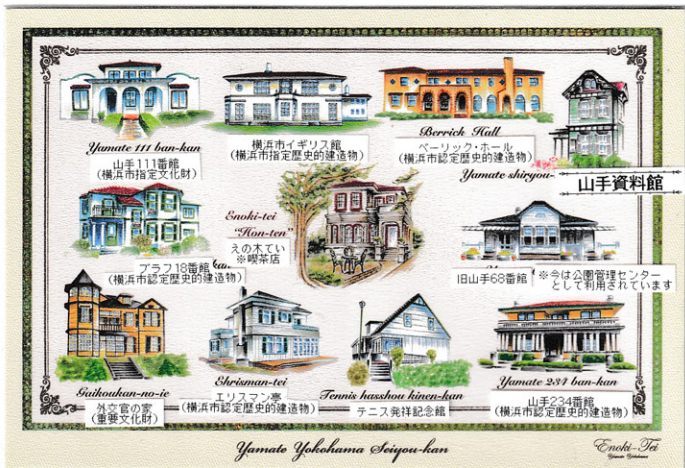 Yamate 111 ban-kan
山手111番館
(横浜市指定文化財)
横浜市イギリス館
(横浜市指定歴史的建造物)
Berrick Hall
ベーリック・ホール
(横浜市認定歴史的建造物)
Yamate shiryou-
山手資料館
ブラフ18番館
(横浜市認定歴史的建造物)
Enoki-tei
"Hon-ten"
えの木てい
※喫茶店
旧山手68番館
※今は公園管理センター
として利用されています
Gaikoukan-no-ie
外交官の家
(重要文化財)
Ehrisman-tei
エリスマン亭
(横浜市認定歴史的建造物)
Tennis hasshou kinen-kan
テニス発祥記念館
Yamate 234 ban-kan
山手234番館
(横浜市認定歴史的建造物)
Yamate Yokohama Seiyou-kan
Enoki-Tei
Yamate Yokohama